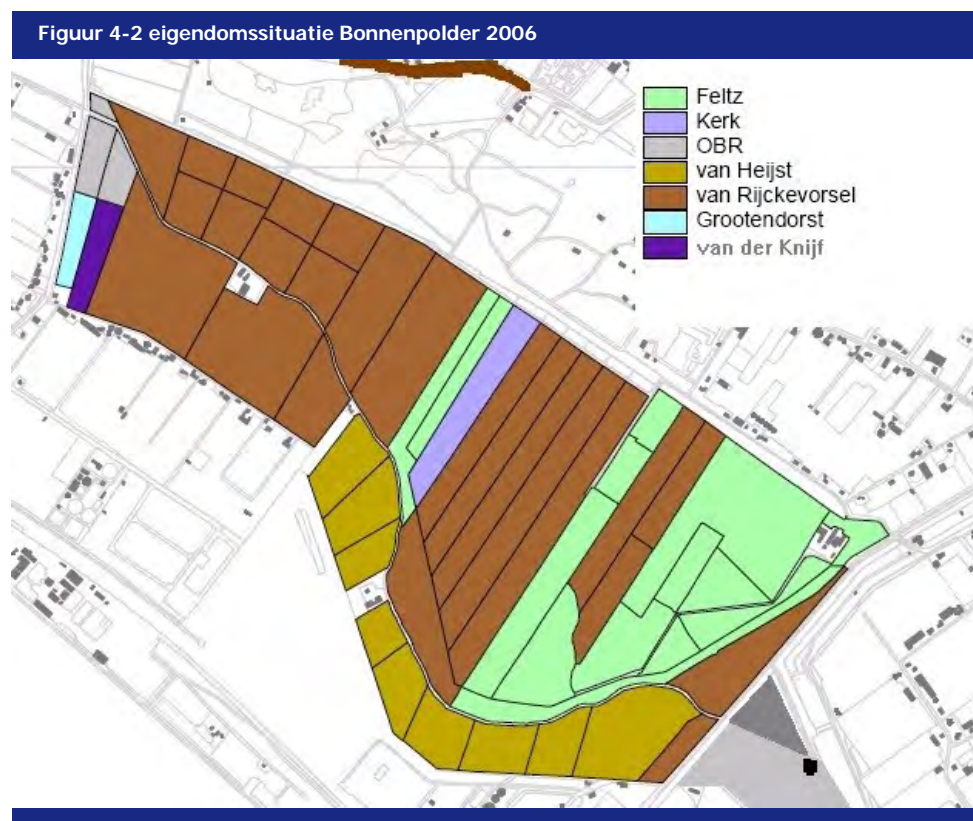 Figuur 4-2 eigendomssituatie Bonnenpolder 2006
Feltz
Kerk
OBR
van Heijst
van Rijckevorsel
Grootendorst
van der Knijf